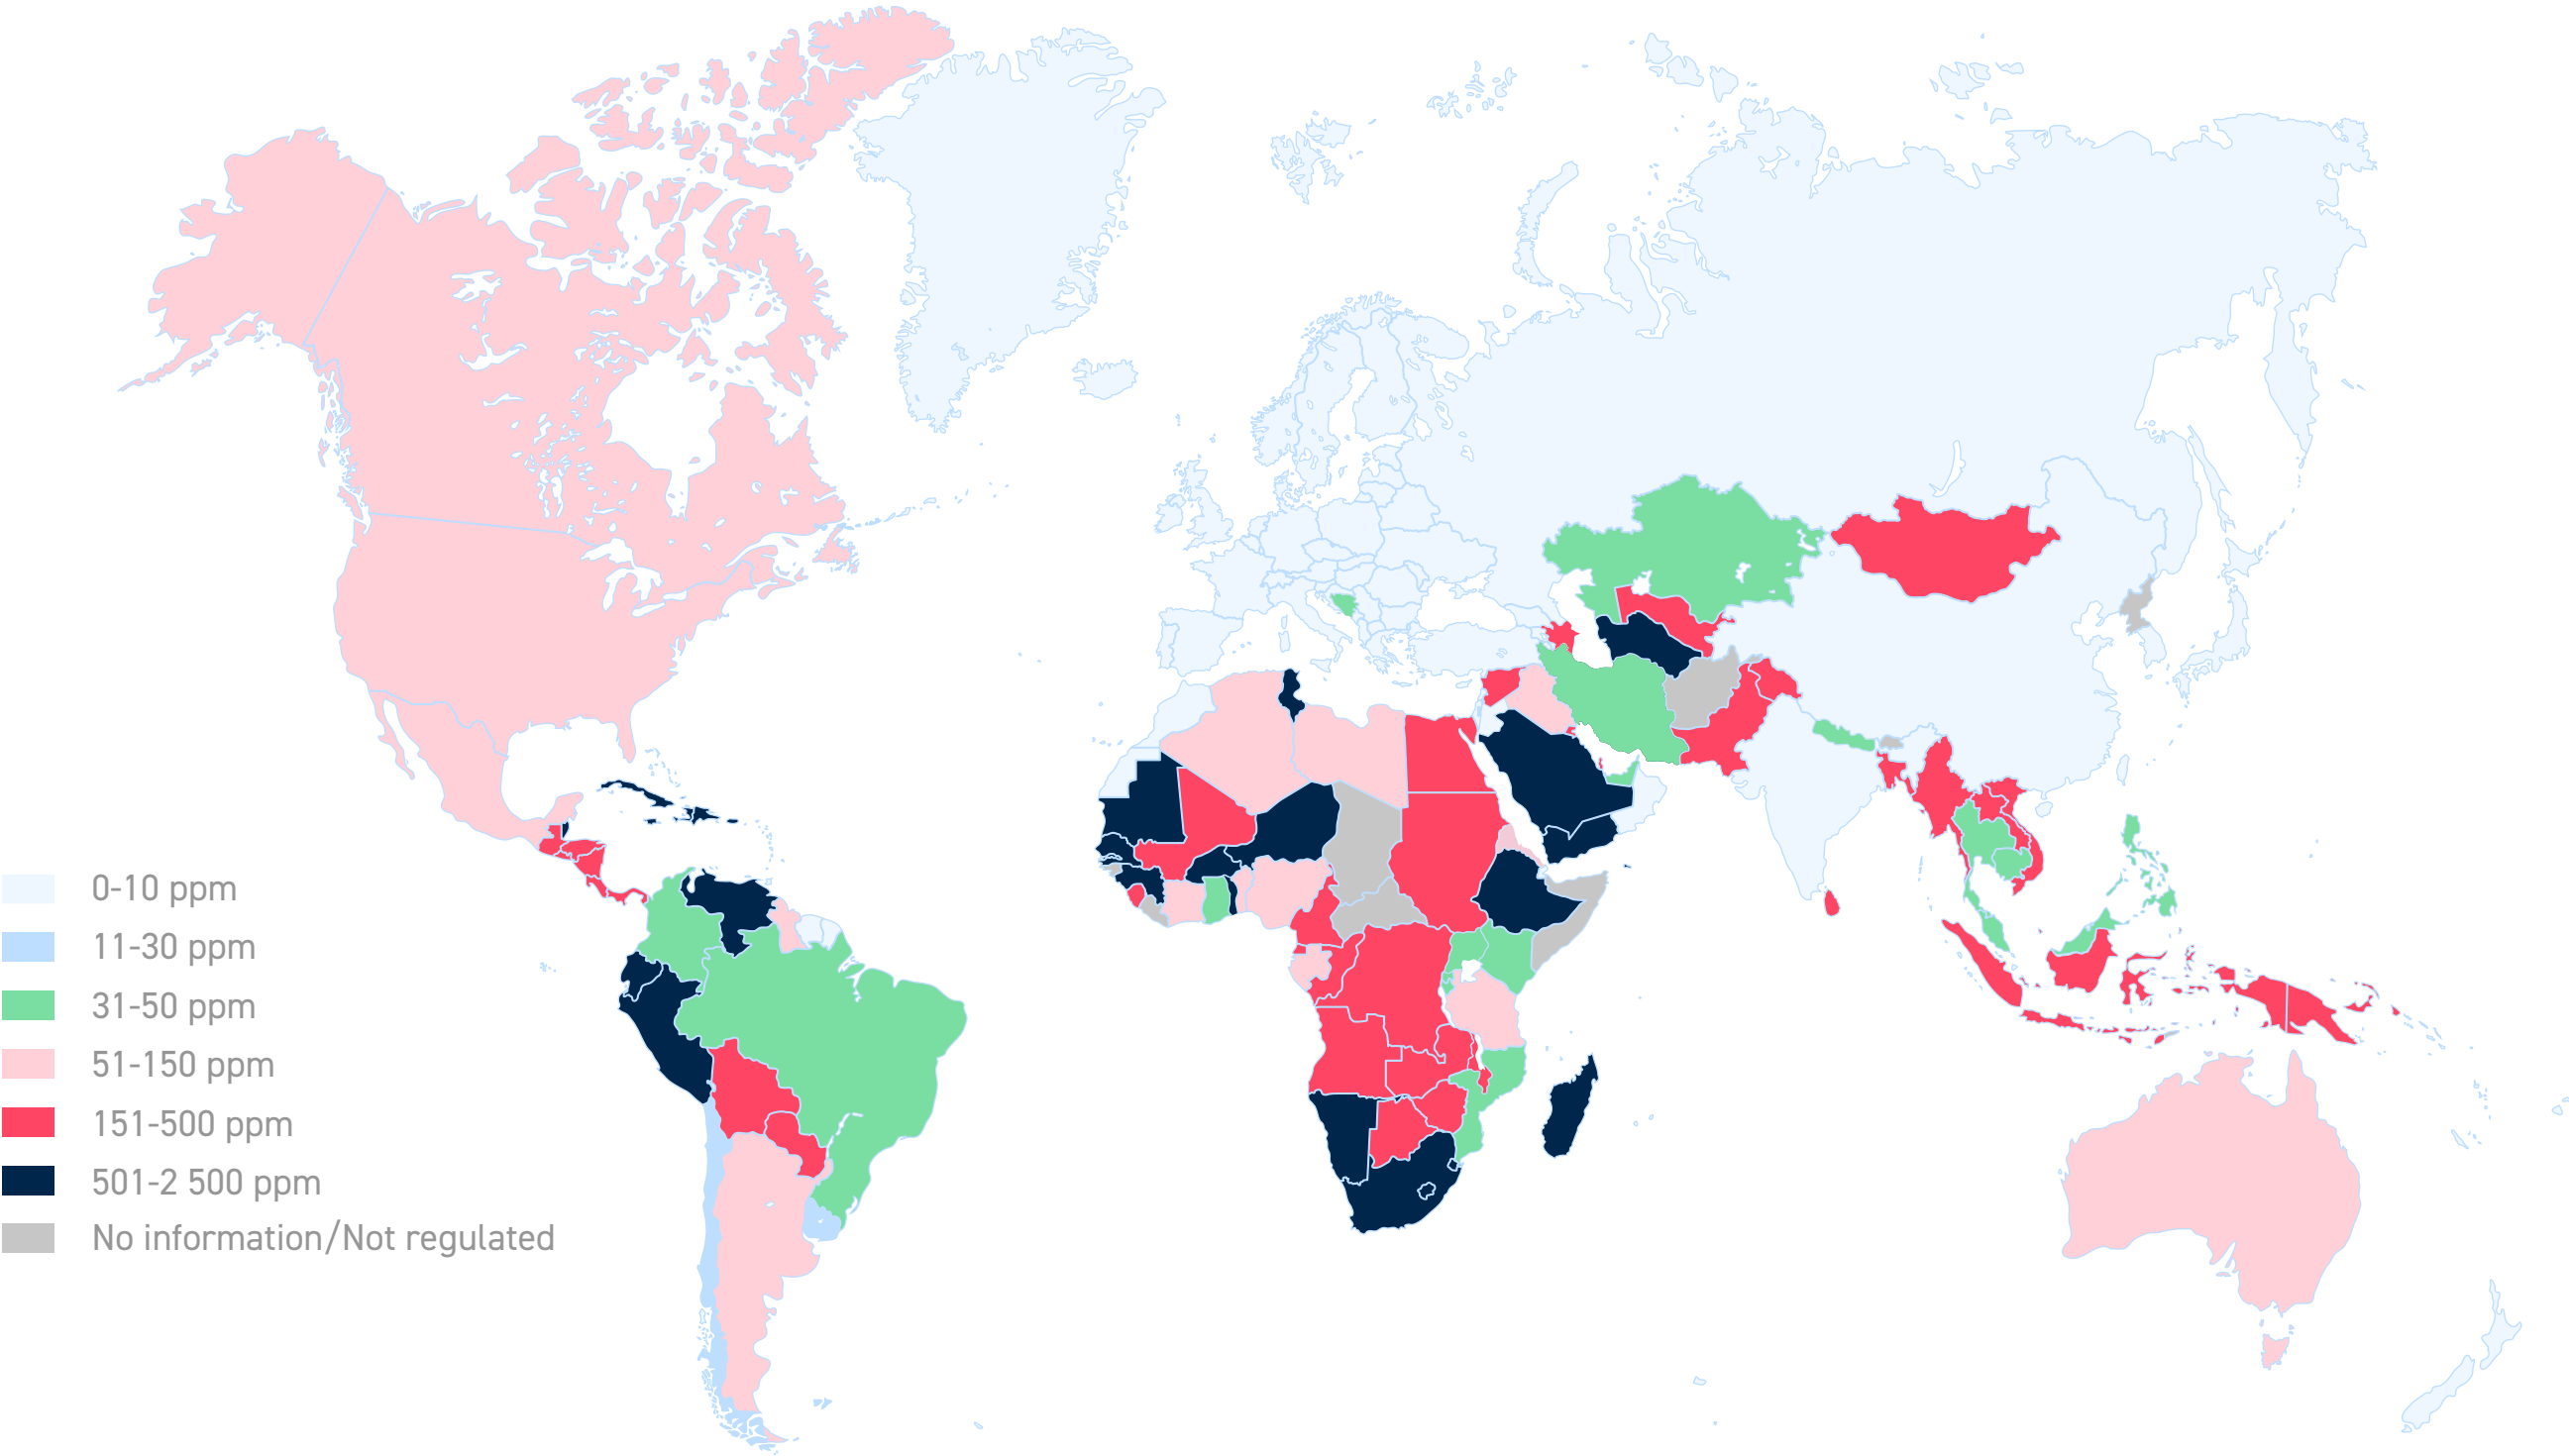 0-10 ppm
11-30 ppm
31-50 ppm
51-150 ppm
151-500 ppm
501-2 500 ppm
No information/Not regulated